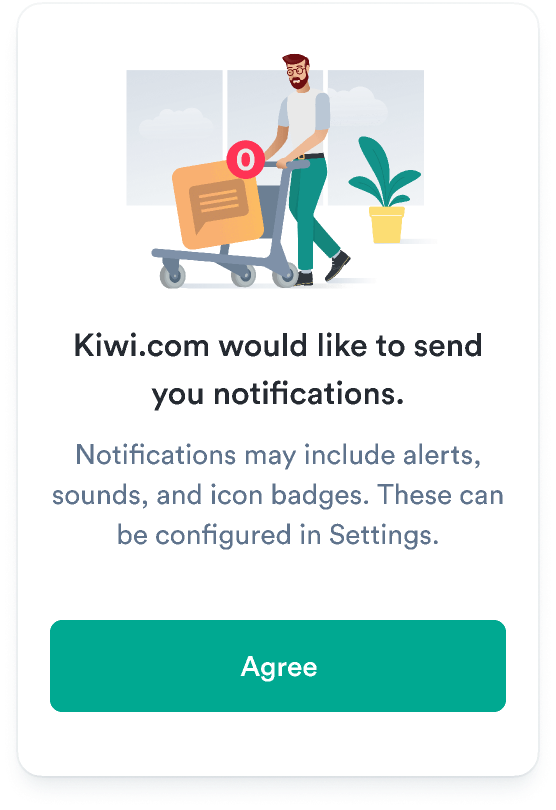 0
Kiwi.com would like to send
you notifications.
Notifications may include alerts,
sounds, and icon badges. These can
be configured in Settings.
Agree